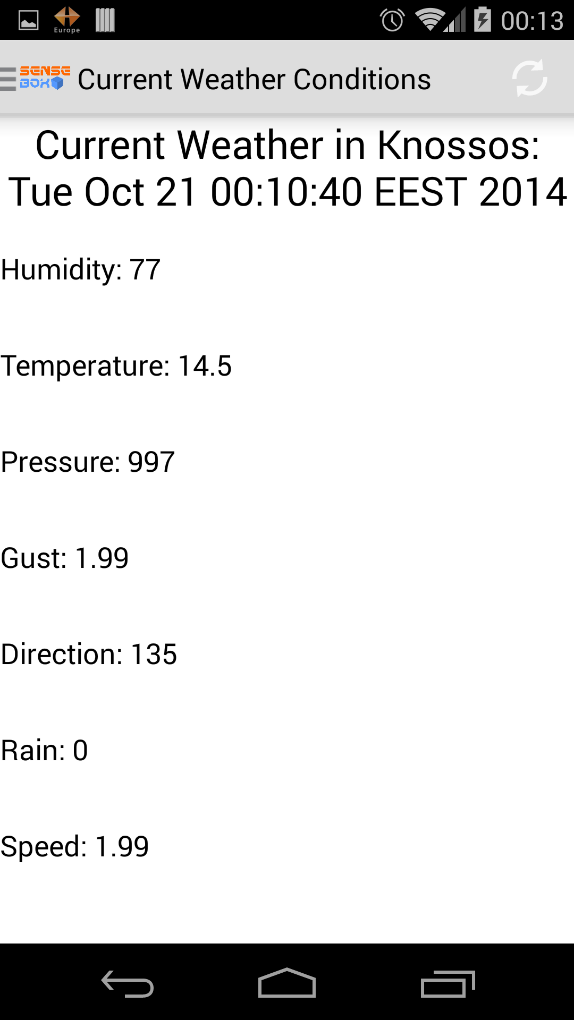 Europe
00:13
SENSE
BOX
Current Weather Conditions
Current Weather in Knossos:
Tue Oct 21 00:10:40 EEST 2014
Humidity: 77
Temperature: 14.5
Pressure: 997
Gust: 1.99
Direction: 135
Rain: 0
Speed: 1.99